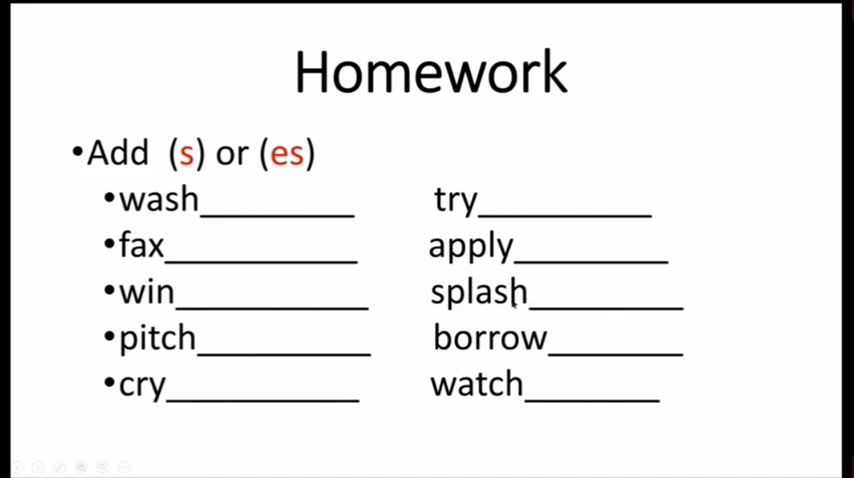 Homework
•Add (s) or (es)
•wash_________ try__________
•fax___________ apply_________
•win___________ splash_________
•pitch__________ borrow________
•cry___________ watch________